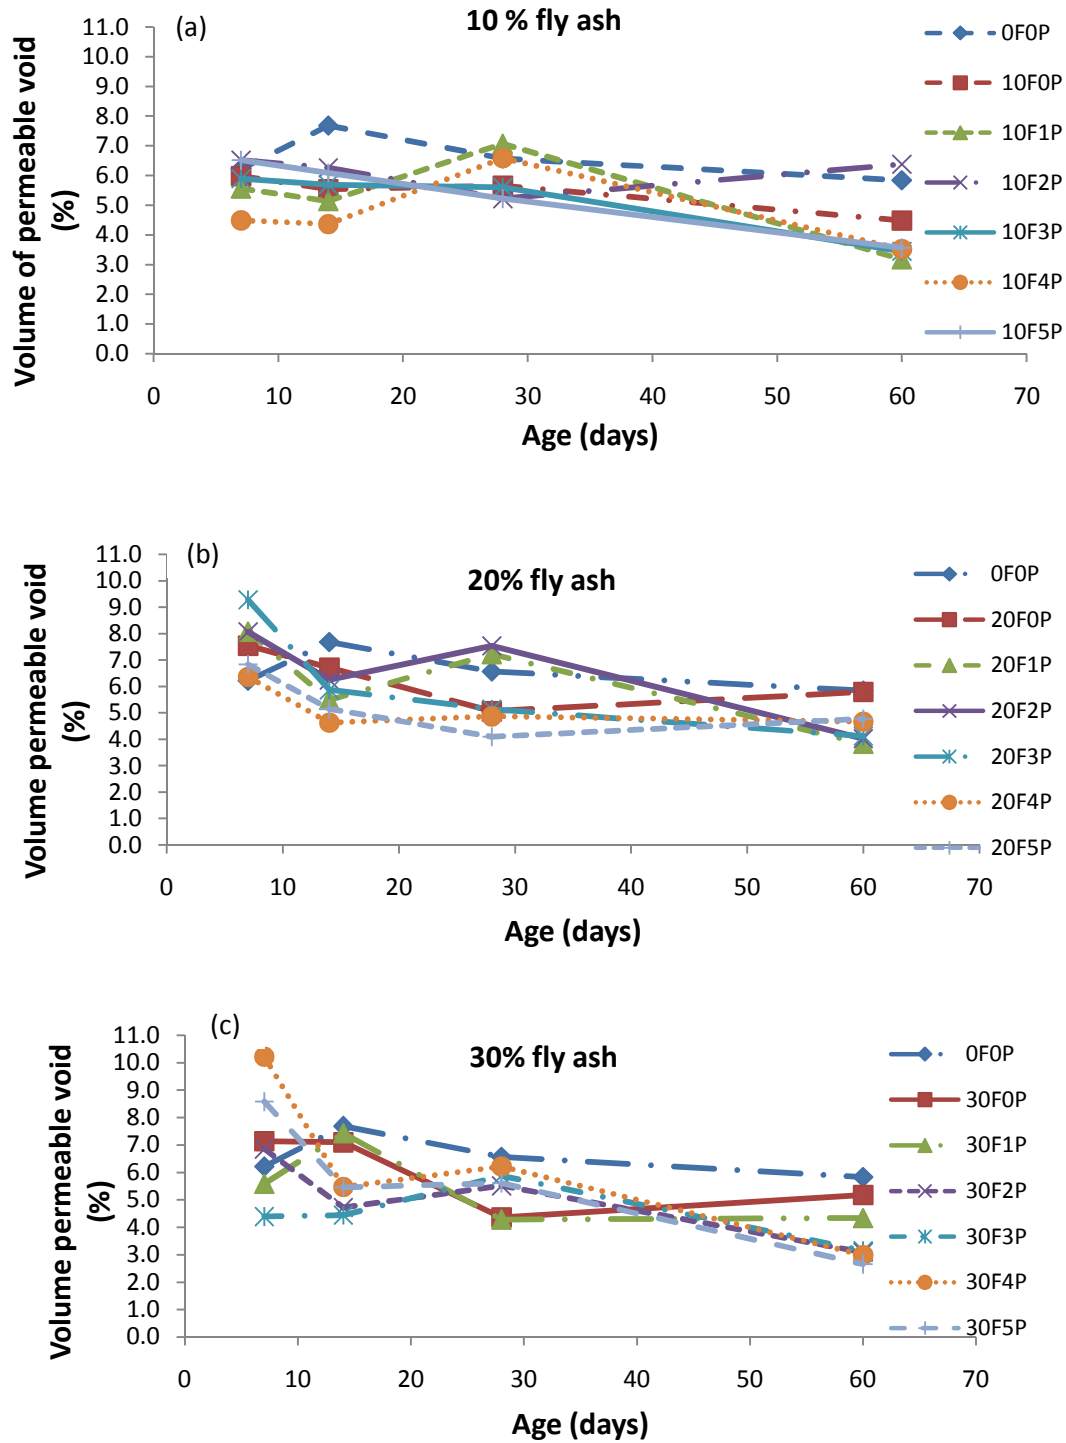 (a)
10 % fly ash
11.0
10.0
9.0
8.0
7.0
6.0
5.0
4.0
3.0
2.0
1.0
0.0
Volume of permeable void
(%)
0 10 20 30 40 50 60 70
Age (days)
0F0P
10F0P
10F1P
10F2P
10F3P
10F4P
10F5P
(b)
20% fly ash
11.0
10.0
9.0
8.0
7.0
6.0
5.0
4.0
3.0
2.0
1.0
0.0
Volume permeable void
(%)
0 10 20 30 40 50 60 70
Age (days)
0F0P
20F0P
20F1P
20F2P
20F3P
20F4P
20F5P
(c)
30% fly ash
11.0
10.0
9.0
8.0
7.0
6.0
5.0
4.0
3.0
2.0
1.0
0.0
Volume permeable void
(%)
0 10 20 30 40 50 60 70
Age (days)
0F0P
30F0P
30F1P
30F2P
30F3P
30F4P
30F5P